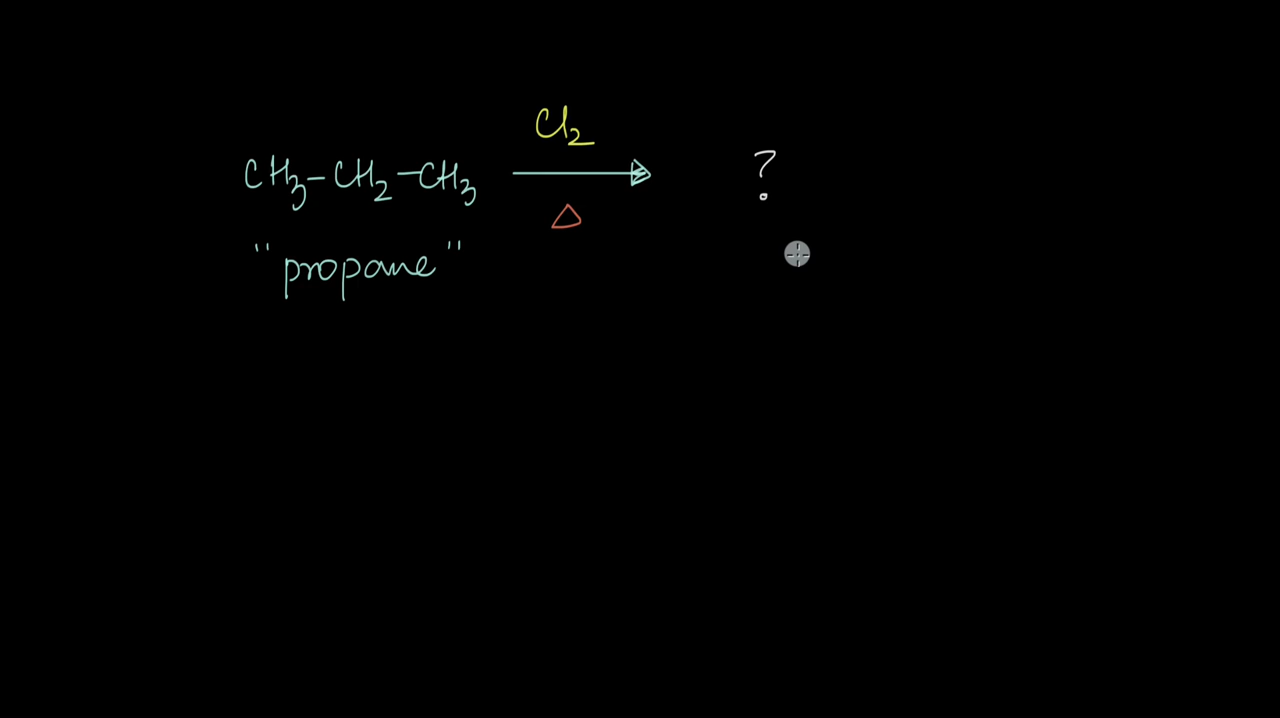 Cl₂
CH₃–CH₂–CH₃ ⟶ ?
Δ
"propane"